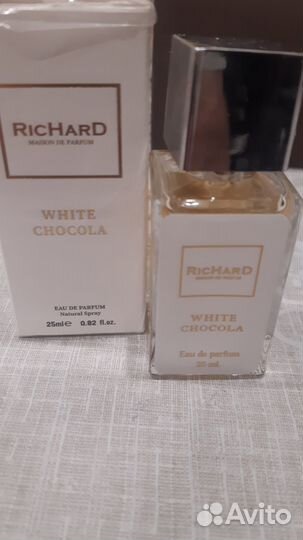 RicHarD
MAISON DE PARFUM
WHITE
CHOCOLA
EAU DE PARFUM
Natural Spray
25ml℮ 0.82 fl.oz.
RicHarD
MAISON DE PARFUM
WHITE
CHOCOLA
Eau de parfum
25 ml
Avito